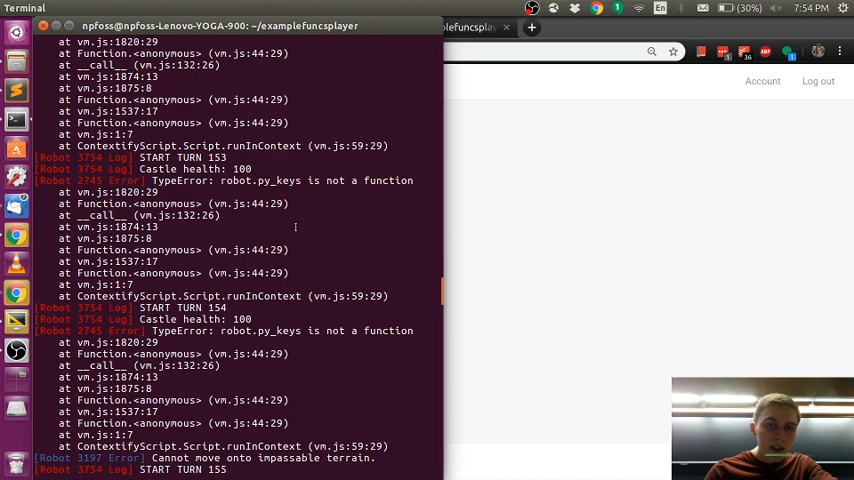 Terminal
En
(30%)
7:54 PM
npfoss@npfoss-Lenovo-YOGA-900: ~/examplefuncsplayer
lefuncsplay
Account
Log out
at vm.js:1820:29
at Function.<anonymous> (vm.js:44:29)
at __call__ (vm.js:132:26)
at vm.js:1874:13
at vm.js:1875:8
at Function.<anonymous> (vm.js:44:29)
at vm.js:1537:17
at Function.<anonymous> (vm.js:44:29)
at vm.js:1:7
at ContextifyScript.Script.runInContext (vm.js:59:29)
[Robot 3754 Log] START TURN 153
[Robot 3754 Log] Castle health: 100
[Robot 2745 Error] TypeError: robot.py_keys is not a function
at vm.js:1820:29
at Function.<anonymous> (vm.js:44:29)
at __call__ (vm.js:132:26)
at vm.js:1874:13
at vm.js:1875:8
at Function.<anonymous> (vm.js:44:29)
at vm.js:1537:17
at Function.<anonymous> (vm.js:44:29)
at vm.js:1:7
at ContextifyScript.Script.runInContext (vm.js:59:29)
[Robot 3754 Log] START TURN 154
[Robot 3754 Log] Castle health: 100
[Robot 2745 Error] TypeError: robot.py_keys is not a function
at vm.js:1820:29
at Function.<anonymous> (vm.js:44:29)
at __call__ (vm.js:132:26)
at vm.js:1874:13
at vm.js:1875:8
at Function.<anonymous> (vm.js:44:29)
at vm.js:1537:17
at Function.<anonymous> (vm.js:44:29)
at vm.js:1:7
at ContextifyScript.Script.runInContext (vm.js:59:29)
[Robot 3197 Error] Cannot move onto impassable terrain.
[Robot 3754 Log] START TURN 155